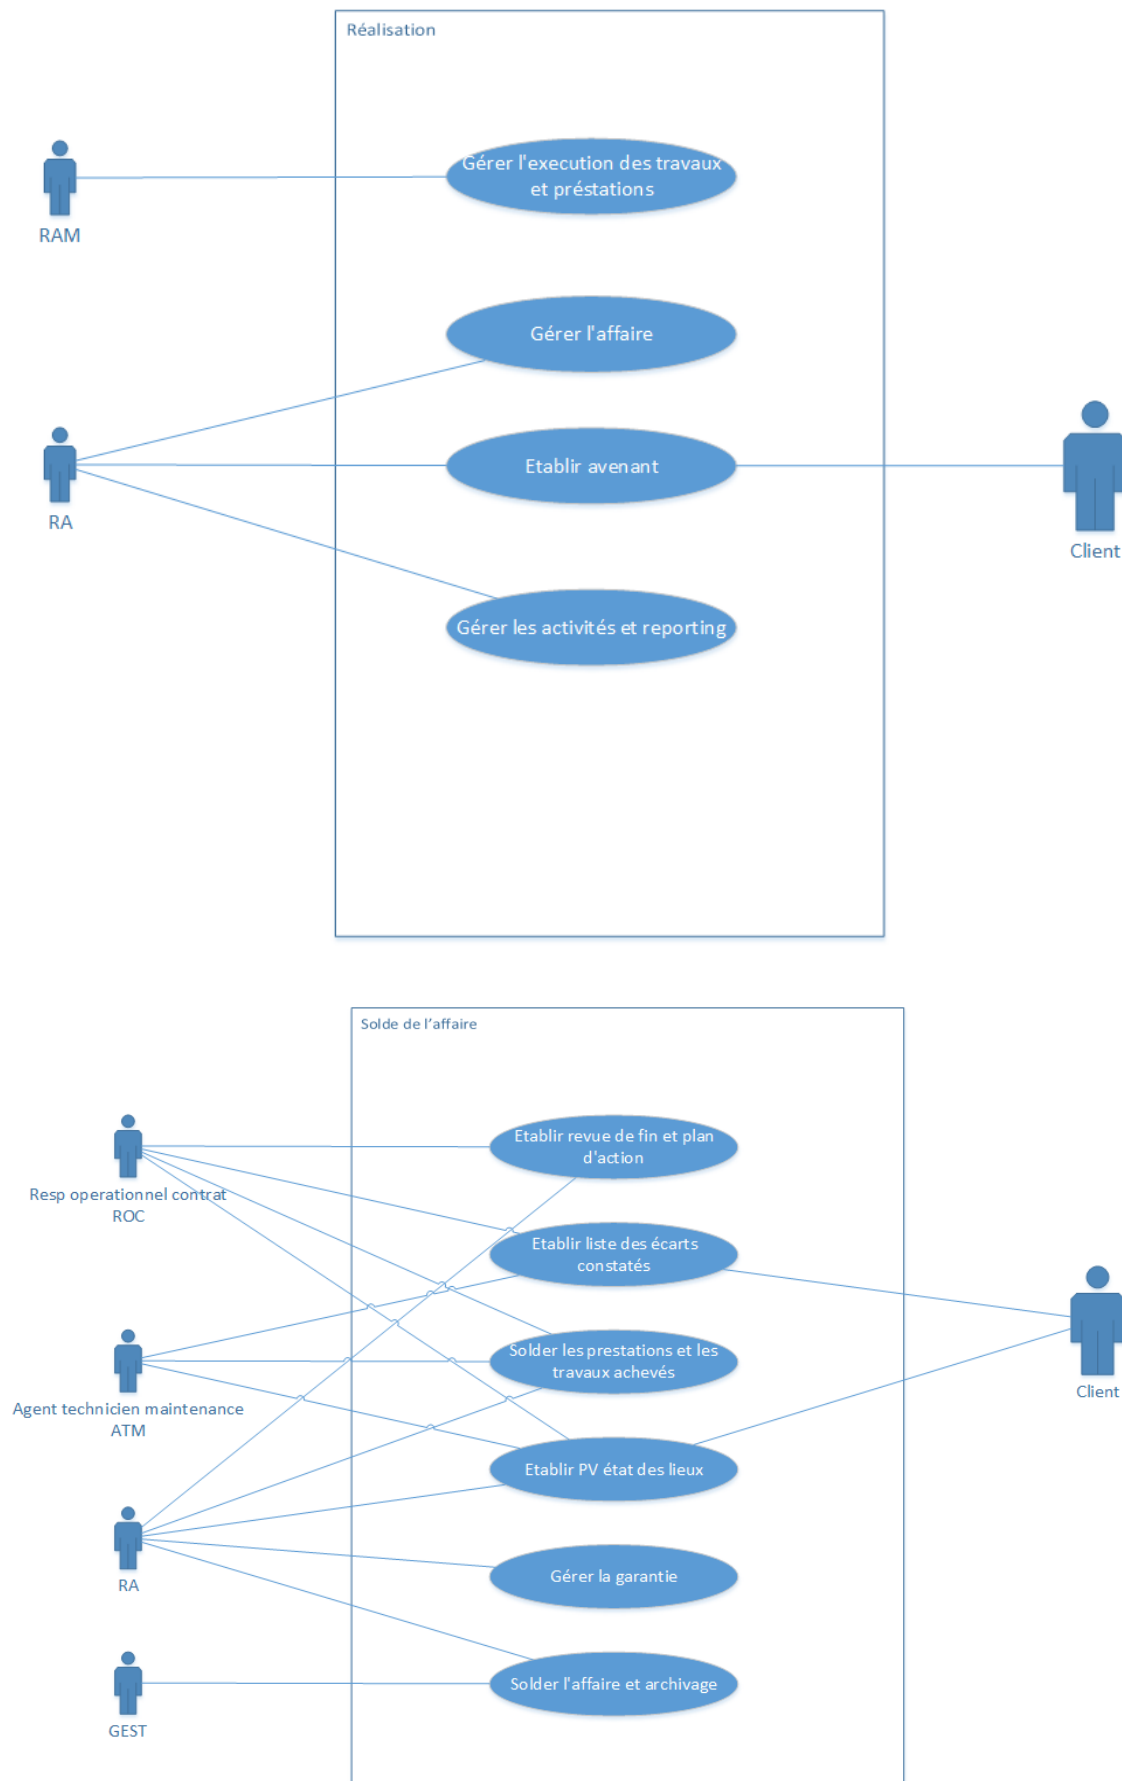 Réalisation
Gérer l'execution des travaux
et préstations
RAM
Gérer l'affaire
Etablir avenant
RA
Client
Gérer les activités et reporting
Solde de l'affaire
Etablir revue de fin et plan
d'action
Resp operationnel contrat
ROC
Etablir liste des écarts
constatés
Solder les prestations et les
travaux achevés
Client
Agent technicien maintenance
ATM
Etablir PV état des lieux
Gérer la garantie
RA
Solder l'affaire et archivage
GEST